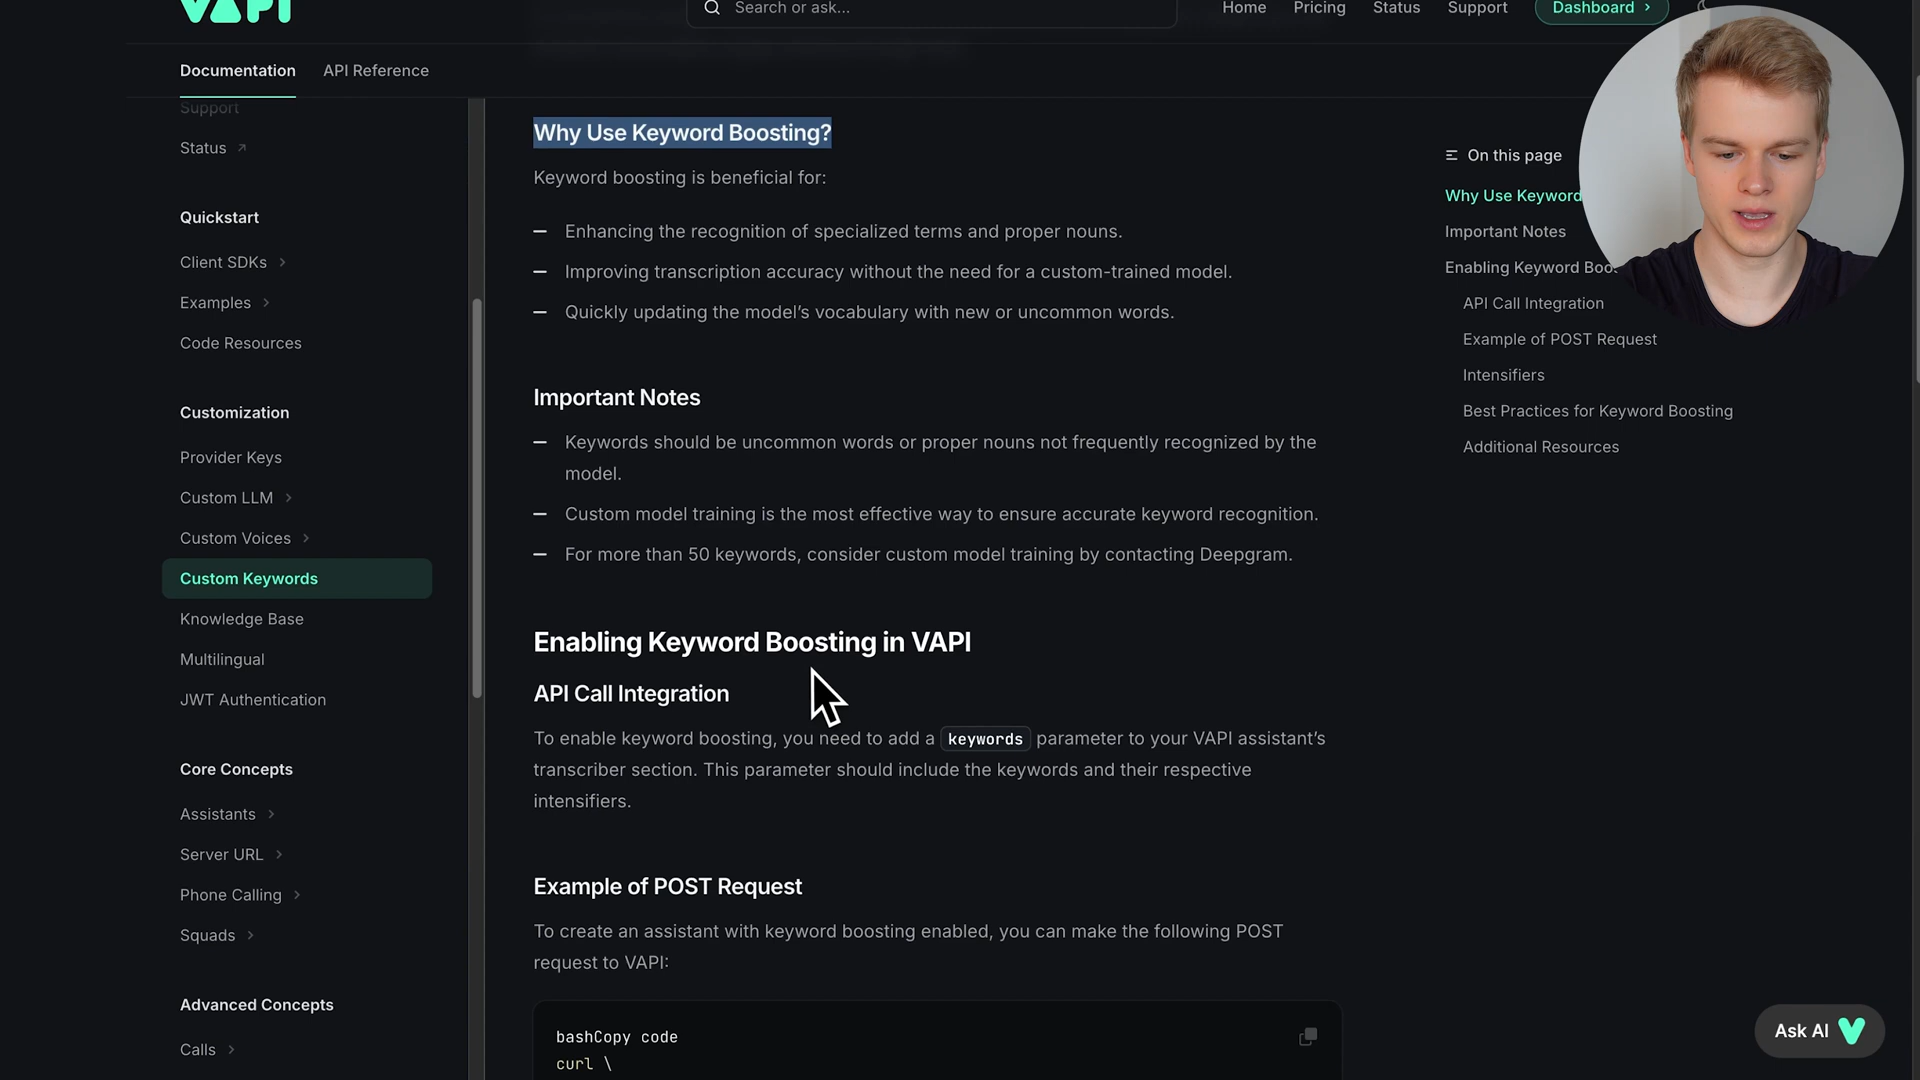 VAPI
Search or ask...
Home
Pricing
Status
Support
Dashboard
Documentation
API Reference
Support
Status
Quickstart
Client SDKs
Examples
Code Resources
Customization
Provider Keys
Custom LLM
Custom Voices
Custom Keywords
Knowledge Base
Multilingual
JWT Authentication
Core Concepts
Assistants
Server URL
Phone Calling
Squads
Advanced Concepts
Calls
Why Use Keyword Boosting?
Keyword boosting is beneficial for:
Enhancing the recognition of specialized terms and proper nouns.
Improving transcription accuracy without the need for a custom-trained model.
Quickly updating the model’s vocabulary with new or uncommon words.
Important Notes
Keywords should be uncommon words or proper nouns not frequently recognized by the
model.
Custom model training is the most effective way to ensure accurate keyword recognition.
For more than 50 keywords, consider custom model training by contacting Deepgram.
Enabling Keyword Boosting in VAPI
API Call Integration
To enable keyword boosting, you need to add a keywords parameter to your VAPI assistant’s
transcriber section. This parameter should include the keywords and their respective
intensifiers.
Example of POST Request
To create an assistant with keyword boosting enabled, you can make the following POST
request to VAPI:
bashCopy code
curl \
On this page
Why Use Keyword
Important Notes
Enabling Keyword Boos
API Call Integration
Example of POST Request
Intensifiers
Best Practices for Keyword Boosting
Additional Resources
Ask AI